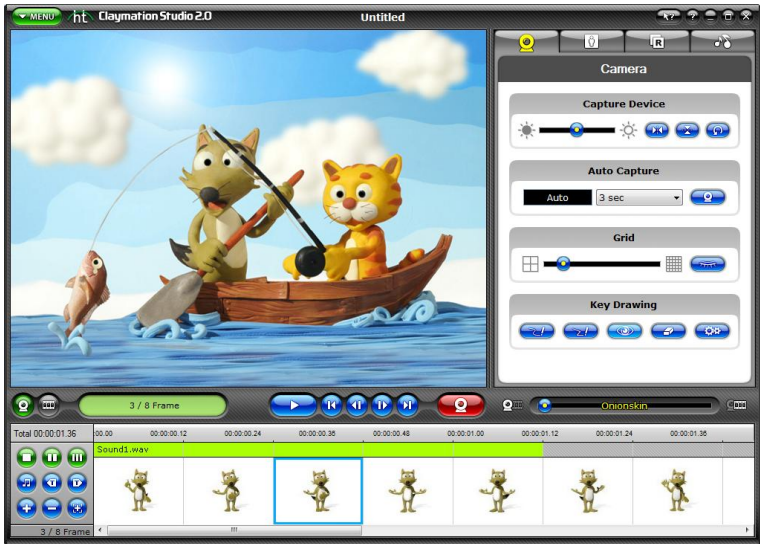 MENU ht Claymation Studio 2.0 Untitled
Camera
Capture Device
Auto Capture
Auto 3 sec
Grid
Key Drawing
3 / 8 Frame
Onionskin
Total 00:00:01.36 00.00 00:00:00.12 00:00:00.24 00:00:00.36 00:00:00.48 00:00:01.00 00:00:01.12 00:00:01.24 00:00:01.36
Sound1.wav
3 / 8 Frame